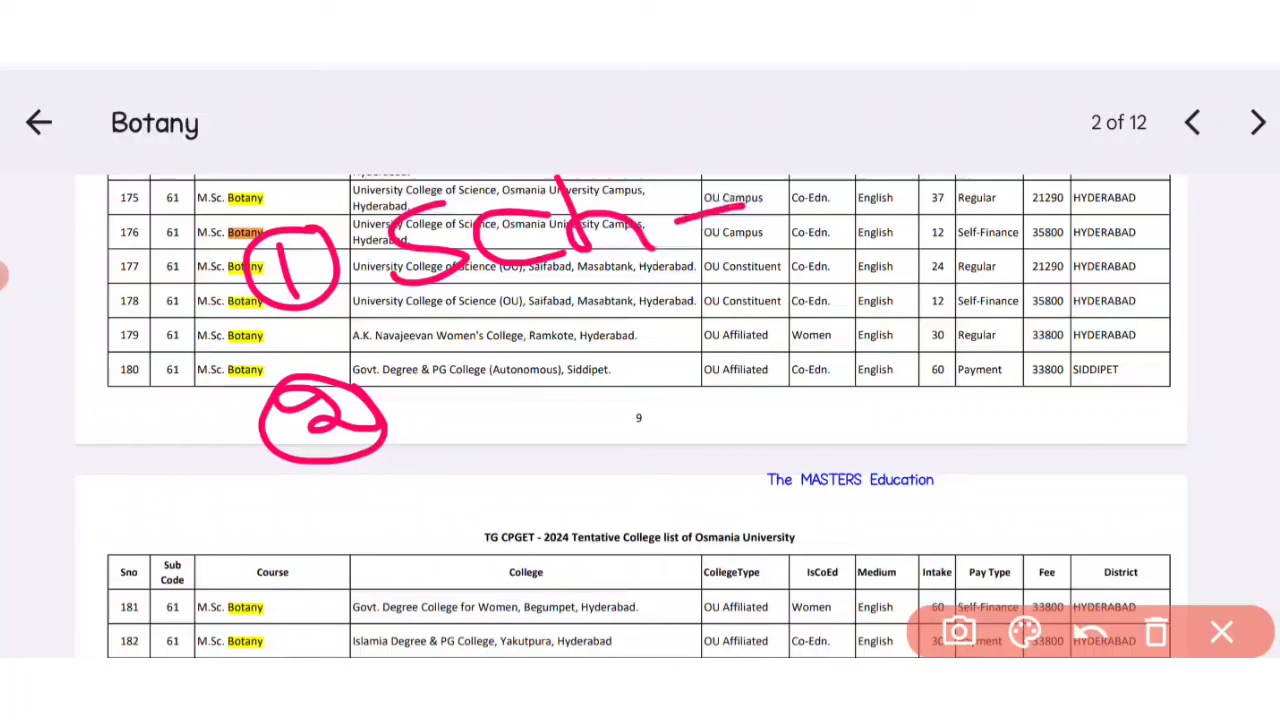 Botany
2 of 12
175 61 M.Sc. Botany University College of Science, Osmania University Campus, Hyderabad. OU Campus Co-Edn. English 37 Regular 21290 HYDERABAD
176 61 M.Sc. Botany University College of Science, Osmania University Campus, Hyderabad. OU Campus Co-Edn. English 12 Self-Finance 35800 HYDERABAD
177 61 M.Sc. Botany University College of Science (OU), Saifabad, Masabtank, Hyderabad. OU Constituent Co-Edn. English 24 Regular 21290 HYDERABAD
178 61 M.Sc. Botany University College of Science (OU), Saifabad, Masabtank, Hyderabad. OU Constituent Co-Edn. English 12 Self-Finance 35800 HYDERABAD
179 61 M.Sc. Botany A.K. Navajeevan Women's College, Ramkote, Hyderabad. OU Affiliated Women English 30 Regular 33800 HYDERABAD
180 61 M.Sc. Botany Govt. Degree & PG College (Autonomous), Siddipet. OU Affiliated Co-Edn. English 60 Payment 33800 SIDDIPET
1 Sch -
2
9
The MASTERS Education
TG CPGET - 2024 Tentative College list of Osmania University
Sno Sub Code Course College CollegeType IsCoEd Medium Intake Pay Type Fee District
181 61 M.Sc. Botany Govt. Degree College for Women, Begumpet, Hyderabad. OU Affiliated Women English 60 Self-Finance 33800 HYDERABAD
182 61 M.Sc. Botany Islamia Degree & PG College, Yakutpura, Hyderabad OU Affiliated Co-Edn. English 30 33800 HYDERABAD